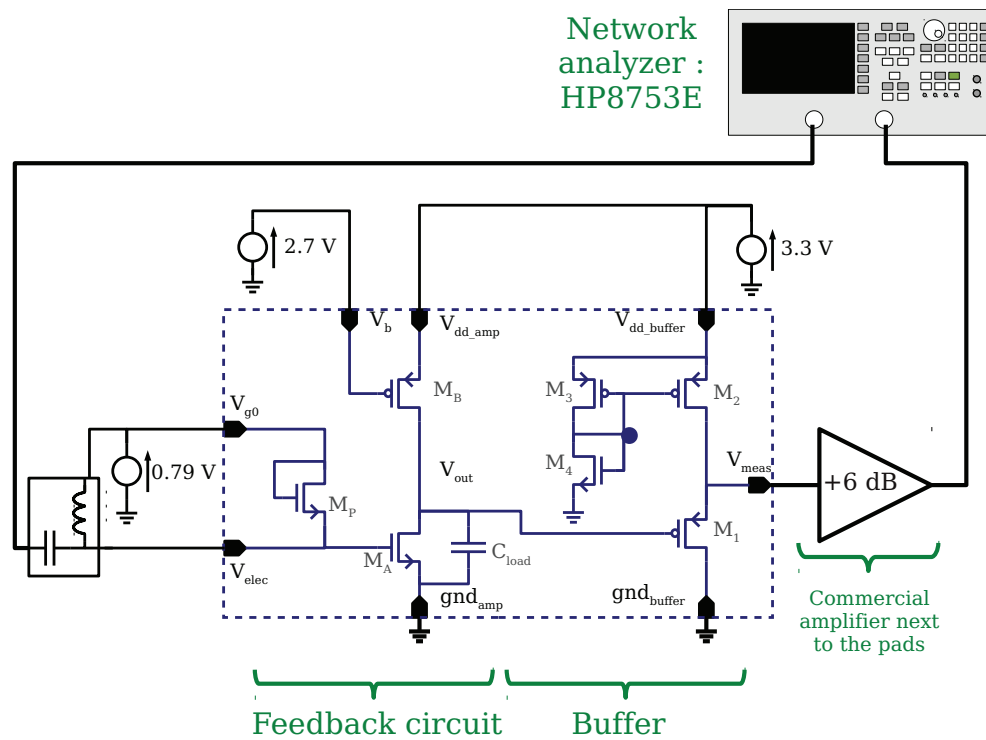 Network
analyzer :
HP8753E
2.7 V
3.3 V
V_b
V_dd_amp
V_dd_buffer
M_B
M_3
M_2
V_g0
0.79 V
V_out
M_4
V_meas
+6 dB
M_P
M_A
C_load
M_1
V_elec
gnd_amp
gnd_buffer
Commercial
amplifier next
to the pads
Feedback circuit
Buffer